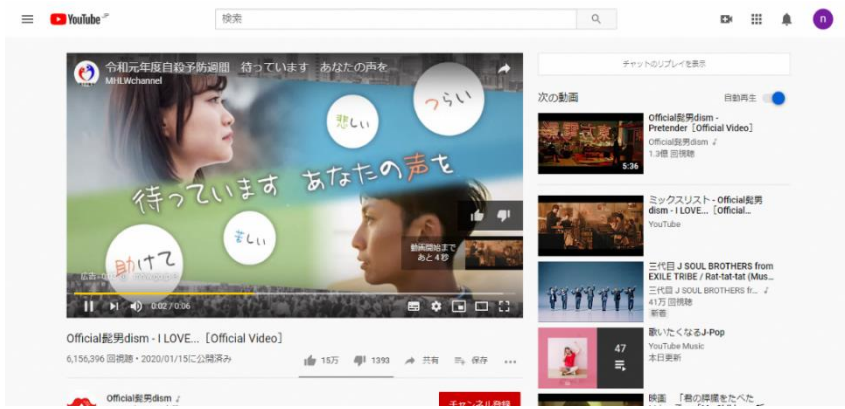 YouTube JP
検索
n
令和元年度自殺予防週間 待っています あなたの声を
MHLWchannel
つらい
悲しい
待っています あなたの声を
苦しい
助けて
動画開始まで
あと4秒
0:02 / 0:06
Official髭男dism - I LOVE...［Official Video］
6,156,396 回視聴・2020/01/15に公開済み
15万
1393
共有
保存
Official髭男dism ♪
チャンネル登録
チャットのリプレイを表示
次の動画
自動再生
Official髭男dism -
Pretender［Official Video］
Official髭男dism ♪
1.3億 回視聴
5:36
ミックスリスト - Official髭男
dism - I LOVE...［Official...
YouTube
三代目 J SOUL BROTHERS from
EXILE TRIBE / Rat-tat-tat (Mus...
三代目 J SOUL BROTHERS fr... ♪
41万 回視聴
新着
歌いたくなるJ-Pop
YouTube Music
本日更新
47
映画 「君の膵臓をたべた